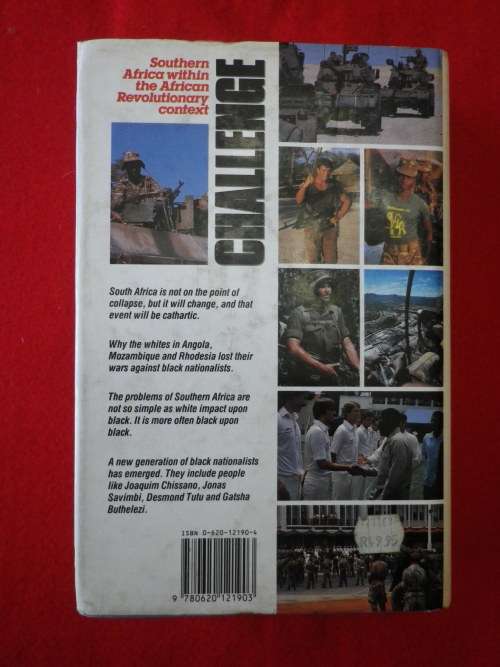 Southern
Africa within
the African
Revolutionary
context
CHALLENGE
South Africa is not on the point of
collapse, but it will change, and that
event will be cathartic.
Why the whites in Angola,
Mozambique and Rhodesia lost their
wars against black nationalists.
The problems of Southern Africa are
not so simple as white impact upon
black. It is more often black upon
black.
A new generation of black nationalists
has emerged. They include people
like Joaquim Chissano, Jonas
Savimbi, Desmond Tutu and Gatsha
Buthelezi.
ISBN 0-620-12190-4
9 780620 121903